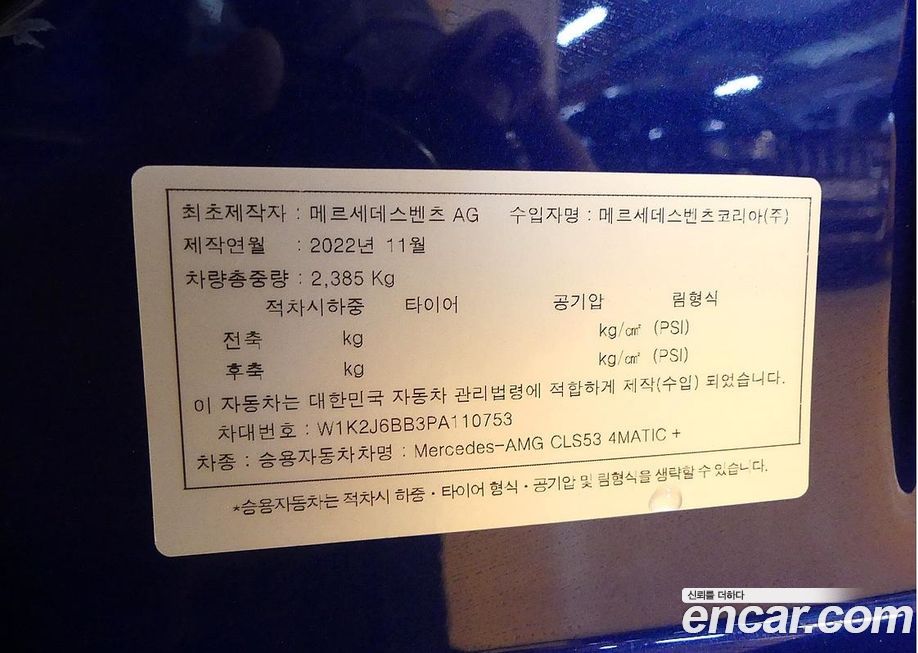 최초제작자 : 메르세데스벤츠 AG 수입자명 : 메르세데스벤츠코리아(주)
제작연월 : 2022년 11월
차량총중량 : 2,385 Kg
적차시하중 타이어 공기압 림형식
전축 kg kg/㎠ (PSI)
후축 kg kg/㎠ (PSI)
이 자동차는 대한민국 자동차 관리법령에 적합하게 제작(수입) 되었습니다.
차대번호 : W1K2J6BB3PA110753
차종 : 승용자동차차명 : Mercedes-AMG CLS53 4MATIC +
*승용자동차는 적차시 하중・타이어 형식・공기압 및 림형식을 생략할 수 있습니다.
신뢰를 더하다
encar.com